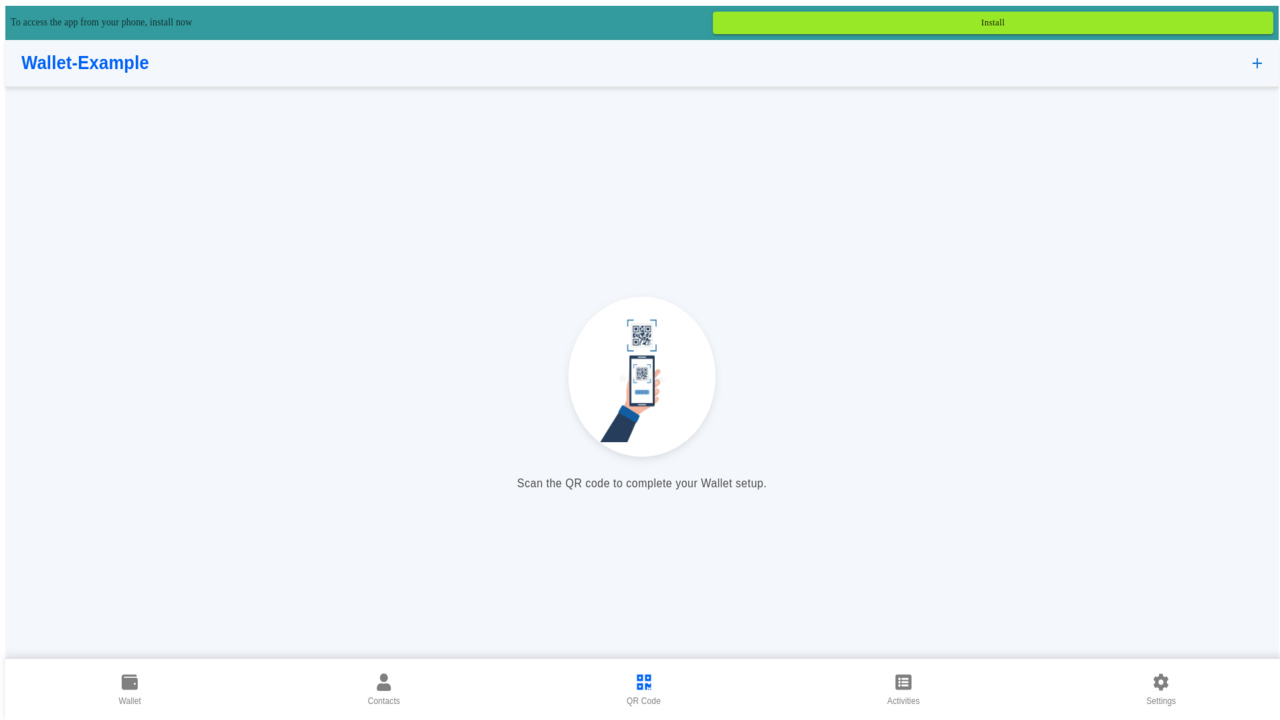 To access the app from your phone, install now
Install
Wallet-Example
+
Scan the QR code to complete your Wallet setup.
Wallet
Contacts
QR Code
Activities
Settings